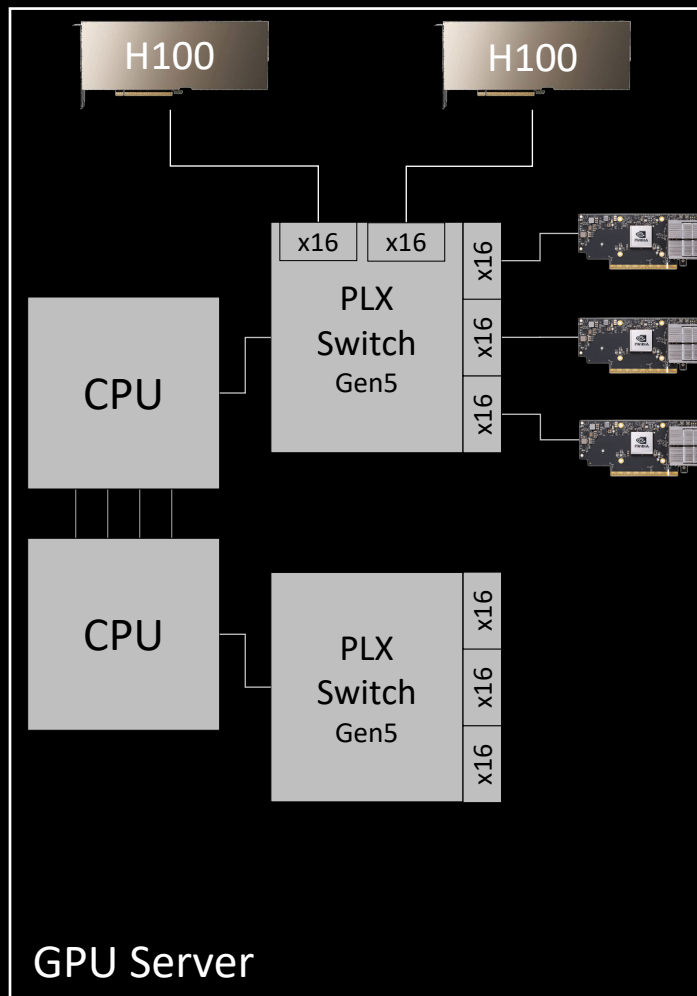 H100
H100
x16
x16
x16
PLX
Switch
Gen5
x16
x16
CPU
CPU
PLX
Switch
Gen5
x16
x16
x16
GPU Server